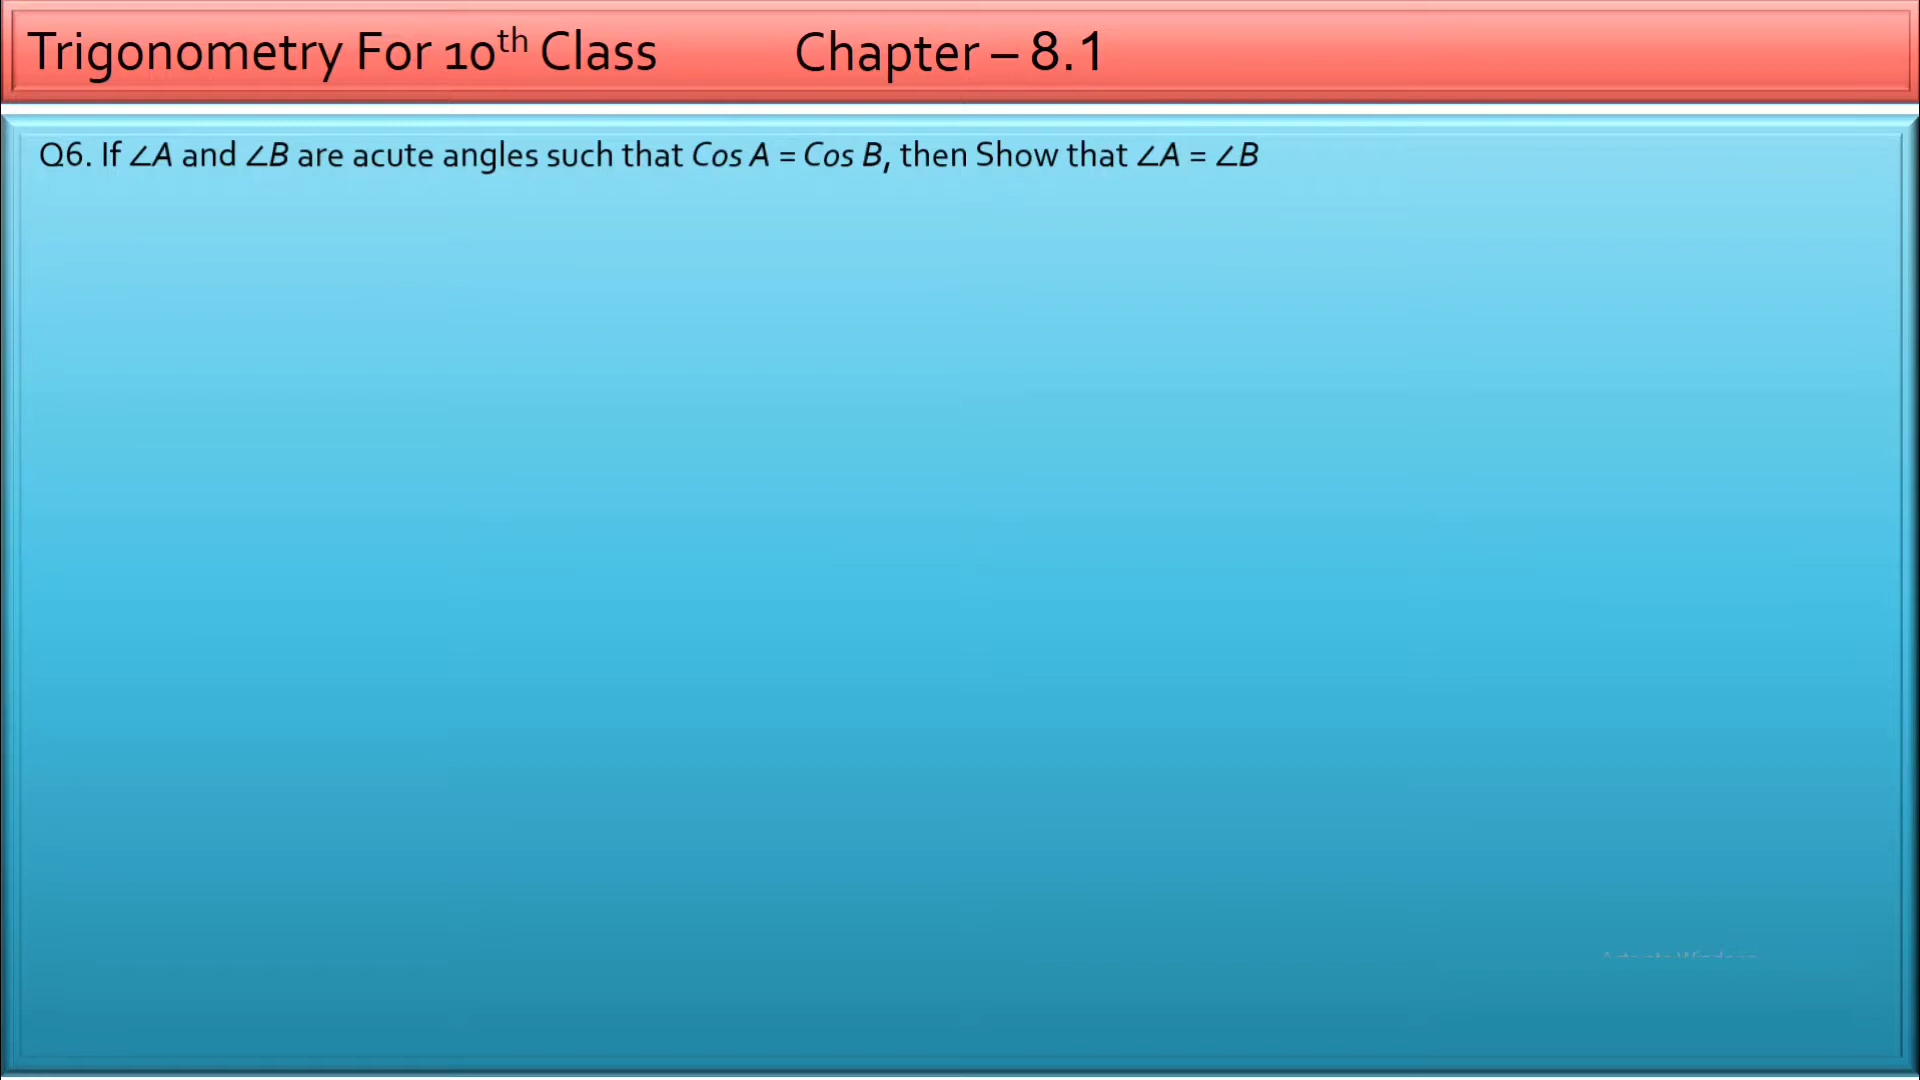 Trigonometry For 10th Class Chapter – 8.1
Q6. If ∠A and ∠B are acute angles such that Cos A = Cos B, then Show that ∠A = ∠B